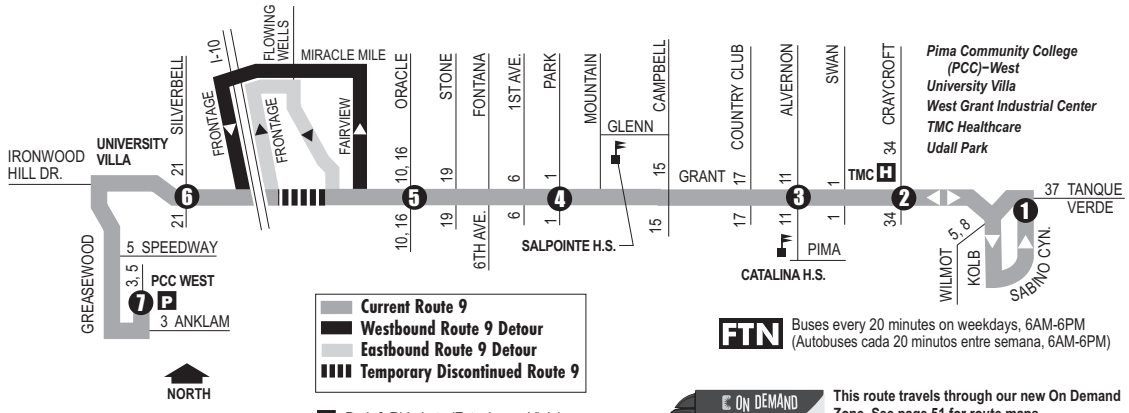 IRONWOOD
HILL DR.
UNIVERSITY
VILLA
SILVERBELL
21
21
6
I-10
FRONTAGE
FRONTAGE
FLOWING
WELLS
MIRACLE MILE
FAIRVIEW
ORACLE
10, 16
10, 16
5
STONE
19
19
FONTANA
6TH AVE.
1ST AVE.
6
6
PARK
1
1
4
MOUNTAIN
GLENN
SALPOINTE H.S.
CAMPBELL
15
15
GRANT
COUNTRY CLUB
17
17
ALVERNON
11
11
3
PIMA
CATALINA H.S.
SWAN
1
1
TMC H
CRAYCROFT
34
34
2
WILMOT
5, 8
KOLB
SABINO CYN.
1
37 TANQUE
VERDE
GREASEWOOD
5 SPEEDWAY
3, 5
PCC WEST
7 P
3 ANKLAM
NORTH
Pima Community College
(PCC)–West
University Villa
West Grant Industrial Center
TMC Healthcare
Udall Park
Current Route 9
Westbound Route 9 Detour
Eastbound Route 9 Detour
Temporary Discontinued Route 9
FTN
Buses every 20 minutes on weekdays, 6AM-6PM
(Autobuses cada 20 minutos entre semana, 6AM-6PM)
ON DEMAND
This route travels through our new On Demand
Zone. See page 51 for route maps